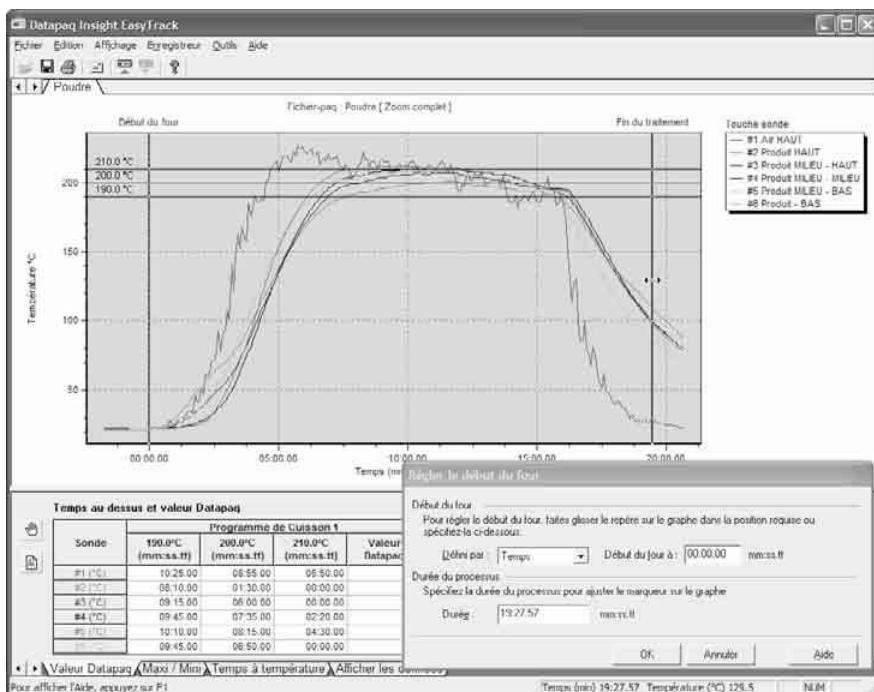 Datapaq Insight EasyTrack
Fichier Edition Affichage Enregistreur Outils Aide
Poudre
Fichier-paq : Poudre [ Zoom complet ]
Début du four
Fin du traitement
Touche sonde
#1 Air HAUT
#2 Produit HAUT
#3 Produit MILIEU - HAUT
#4 Produit MILIEU - MILIEU
#5 Produit MILIEU - BAS
#6 Produit - BAS
210.0 °C
200.0 °C
190.0 °C
200
150
100
50
Température °C
00:00.00 05:00.00 10:00.00 15:00.00 20:00.00
Temps
Régler le début du four
Début du four
Pour régler le début du four, faites glisser le repère sur le graphe dans la position requise ou
spécifiez-la ci-dessous.
Défini par : Temps Début du jour à : 00:00.00 mm:ss.tt
Durée du processus
Spécifiez la durée du processus pour ajuster le marqueur sur le graphe
Durée : 19:27.57 mm:ss.tt
OK Annuler Aide
Temps au dessus et valeur Datapaq
Programme de Cuisson 1
Sonde 190.0°C (mm:ss.tt) 200.0°C (mm:ss.tt) 210.0°C (mm:ss.tt) Valeur Datapaq
#1 (°C) 10:25.00 08:55.00 05:50.00
#2 (°C) 08:10.00 01:30.00 00:00.00
#3 (°C) 09:15.00 06:00.00 00:00.00
#4 (°C) 09:45.00 07:35.00 02:20.00
#5 (°C) 10:10.00 08:15.00 04:30.00
09:45.00 06:50.00 00:00.00
Valeur Datapaq Maxi / Mini Temps à température Afficher les données
Pour afficher l'Aide, appuyez sur F1
Temps (min) 19:27.57 Température (°C) 129.5 NUM